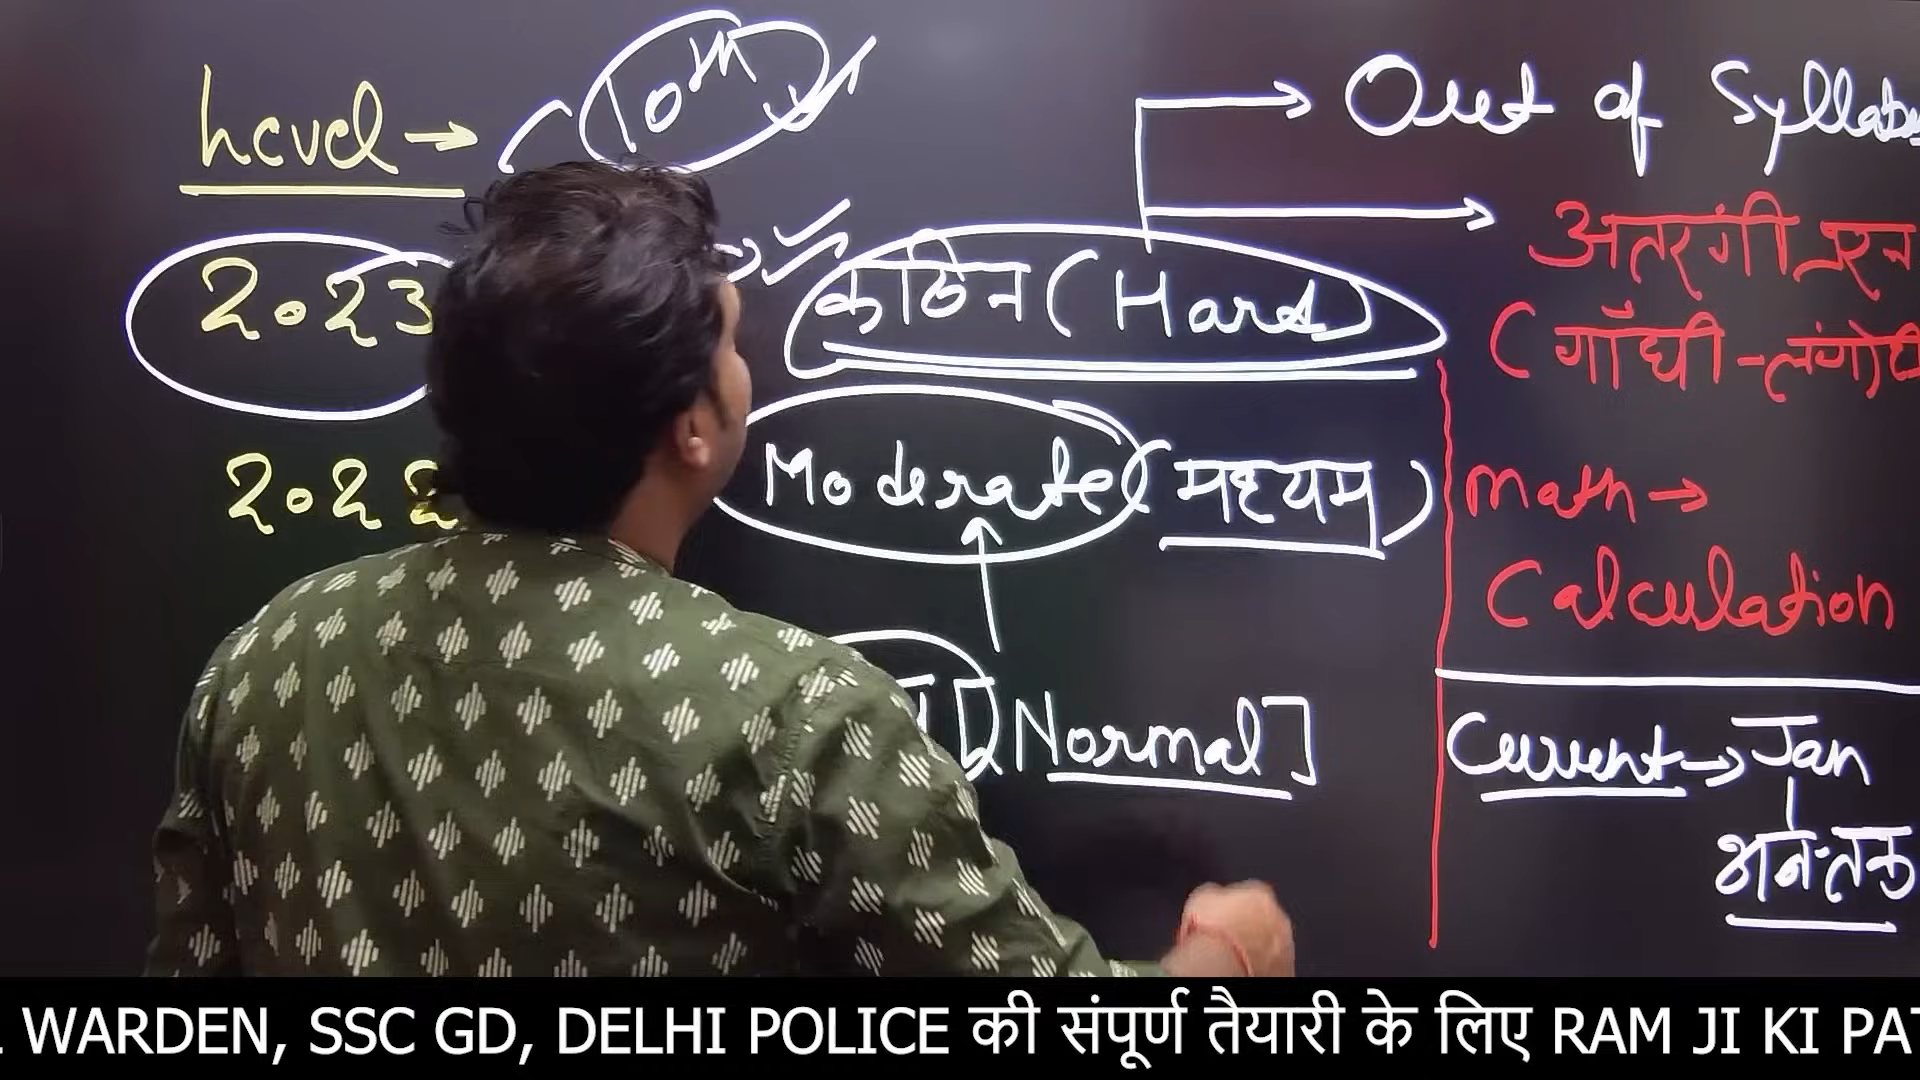 Level → 10th
Out of Syllabus
2023
कठिन (Hard)
अतरंगी प्रश्न
(गाँधी - लंगोटी
2022
Moderate (मध्यम)
Math →
Calculation
[Normal]
Current → Jan
अब-तक
WARDEN, SSC GD, DELHI POLICE की संपूर्ण तैयारी के लिए RAM JI KI PAT